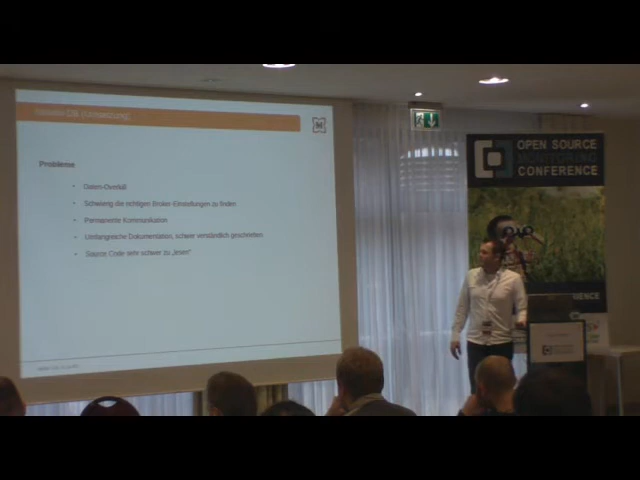 OPEN SOURCE
MONITORING
CONFERENCE
Probleme
Daten-Overkill
Schwierig die richtigen Broker-Einstellungen zu finden
Permanente Kommunikation
Umfangreiche Dokumentation, schwer verständlich geschrieben
Source Code sehr schwer zu „lesen“